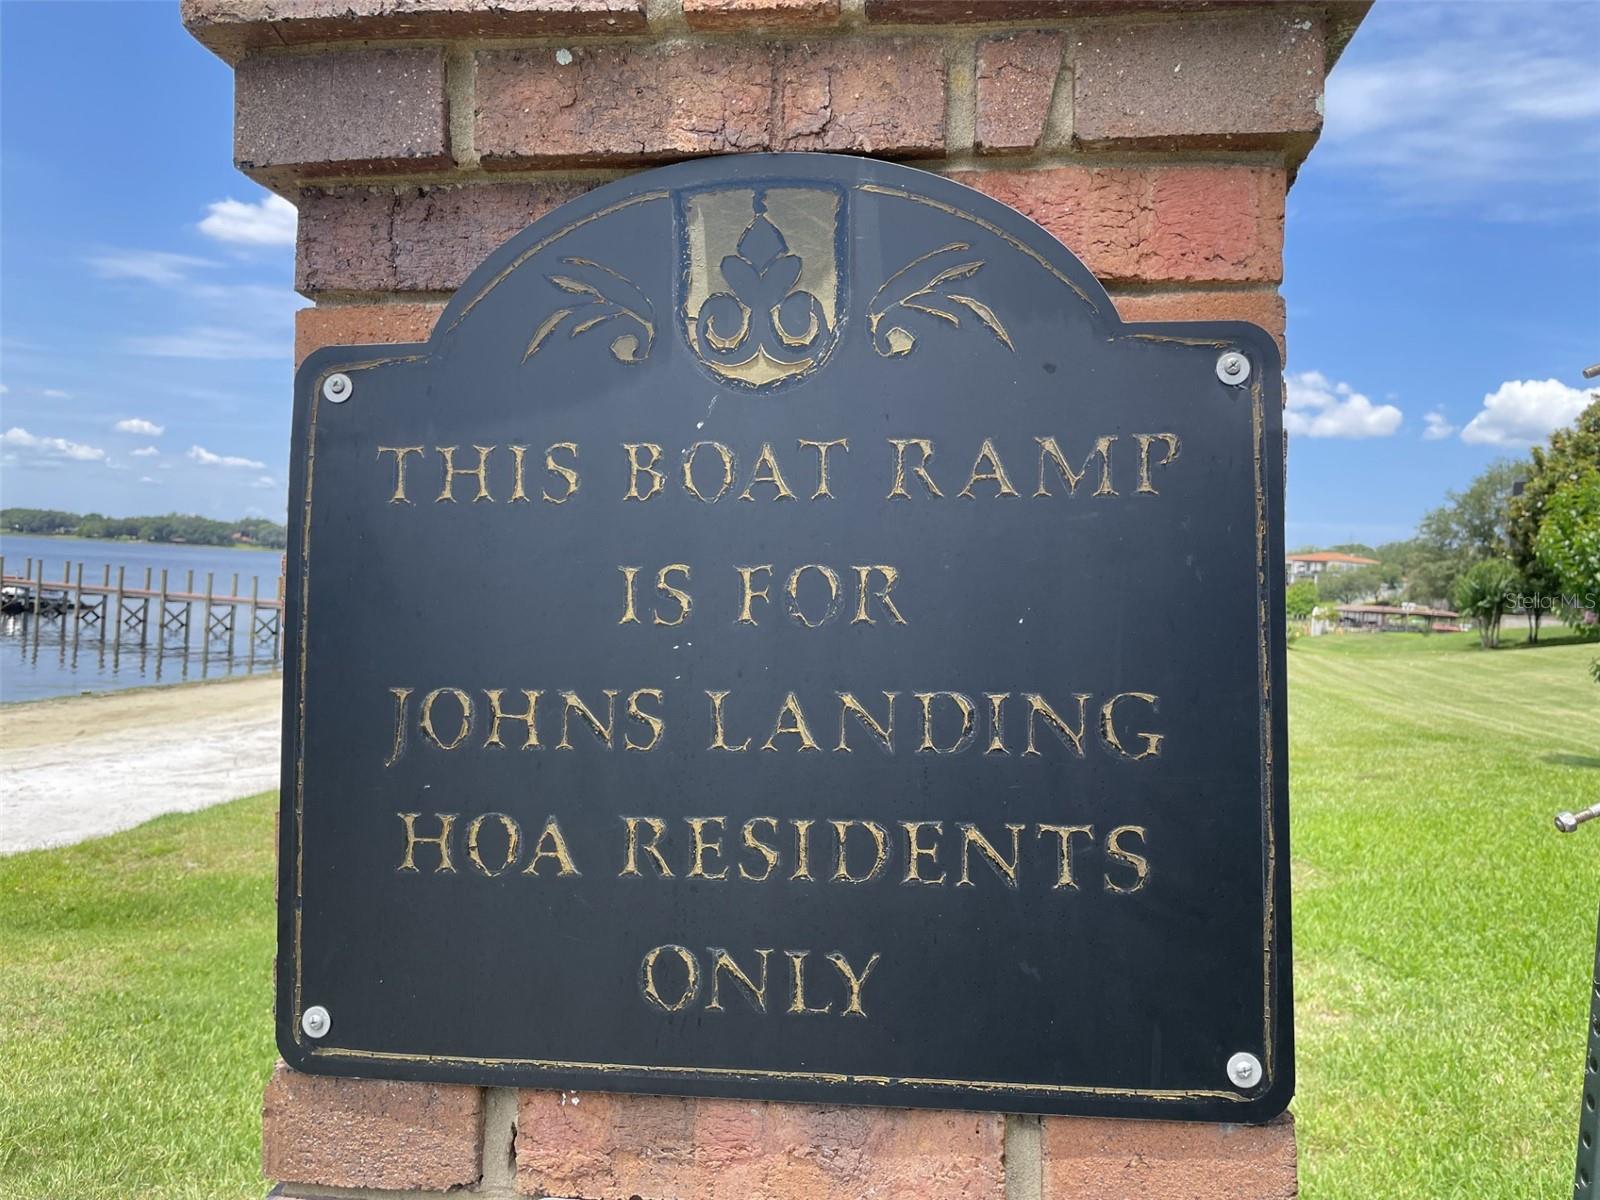 THIS BOAT RAMP
IS FOR
JOHNS LANDING
HOA RESIDENTS
ONLY
Stellar MLS